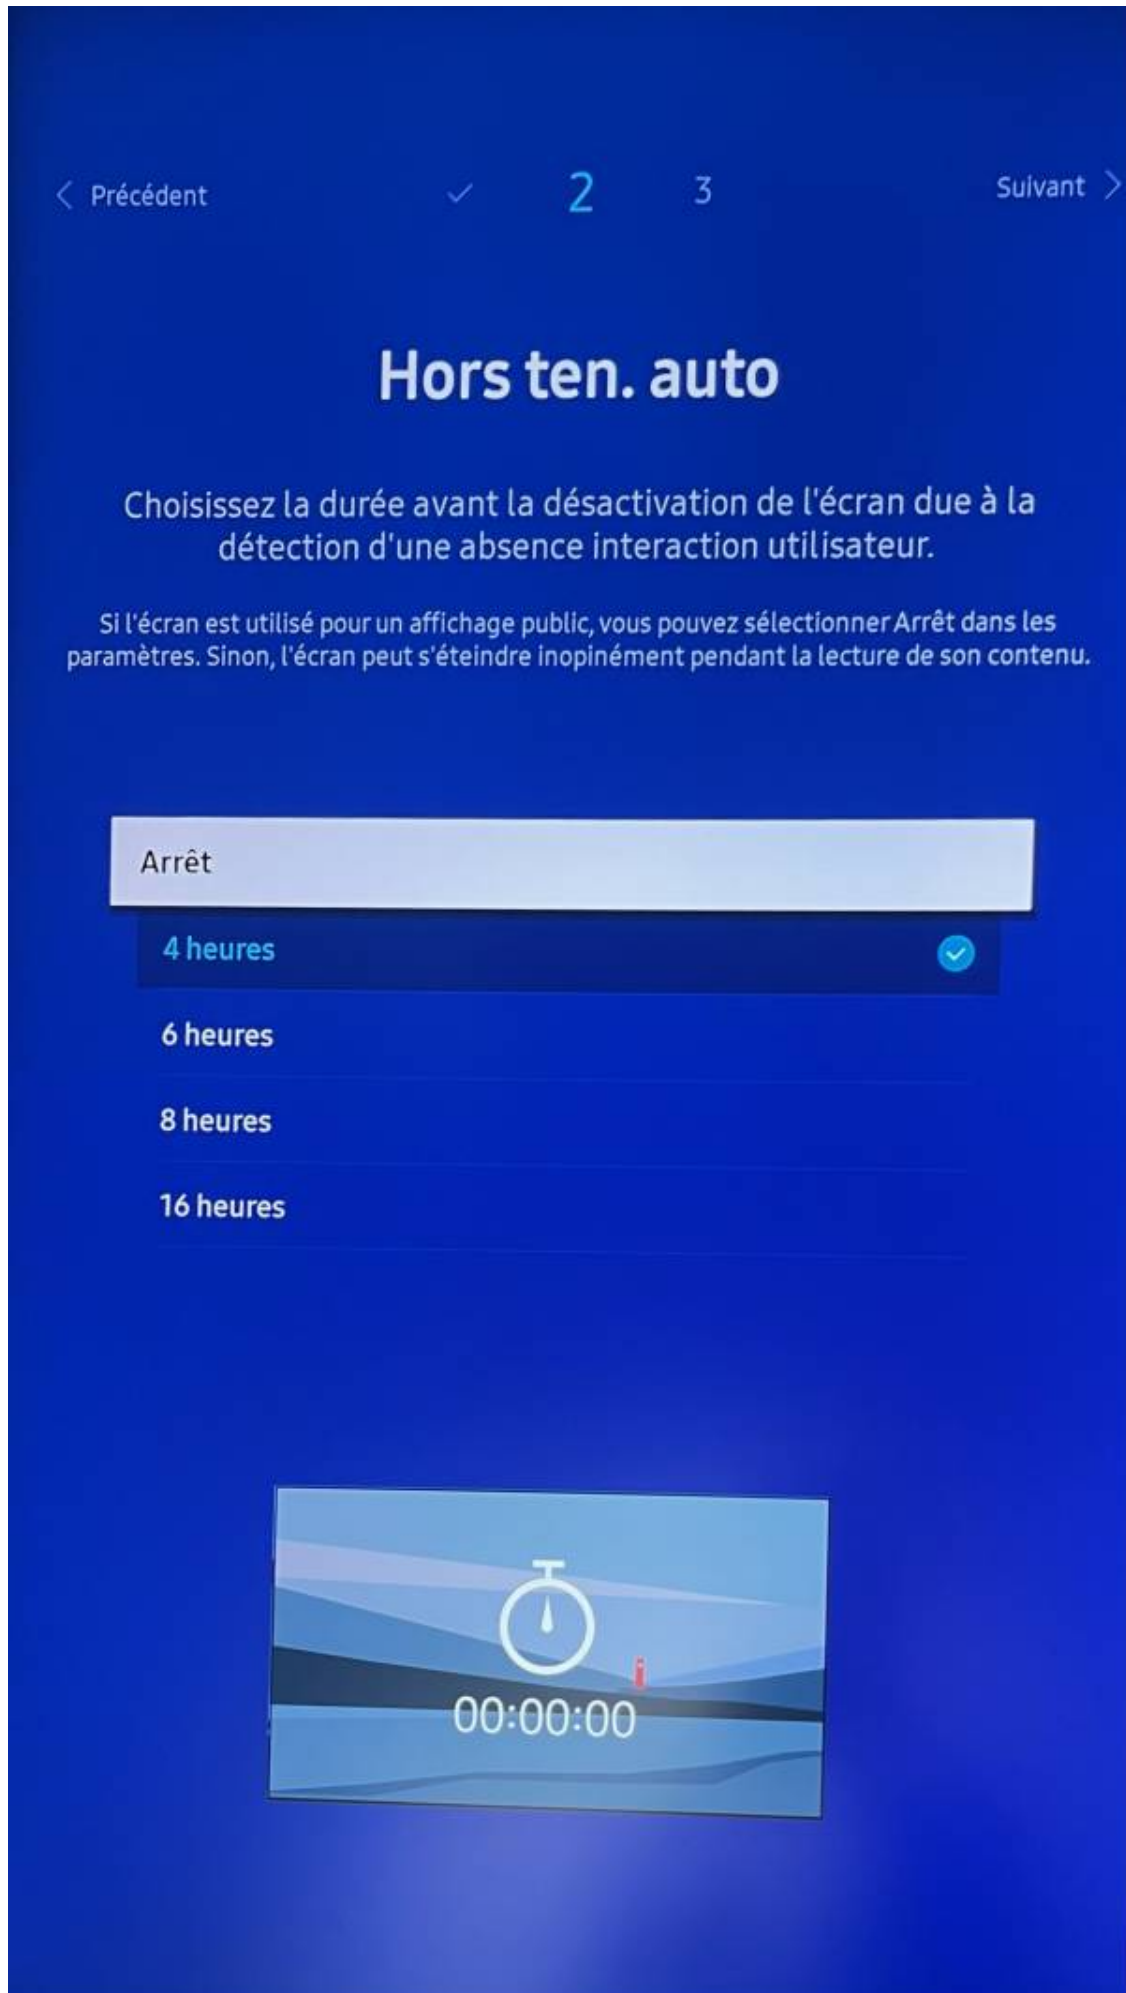 Précédent
2
3
Suivant
Hors ten. auto
Choisissez la durée avant la désactivation de l'écran due à la
détection d'une absence interaction utilisateur.
Si l'écran est utilisé pour un affichage public, vous pouvez sélectionner Arrêt dans les
paramètres. Sinon, l'écran peut s'éteindre inopinément pendant la lecture de son contenu.
Arrêt
4 heures
6 heures
8 heures
16 heures
00:00:00